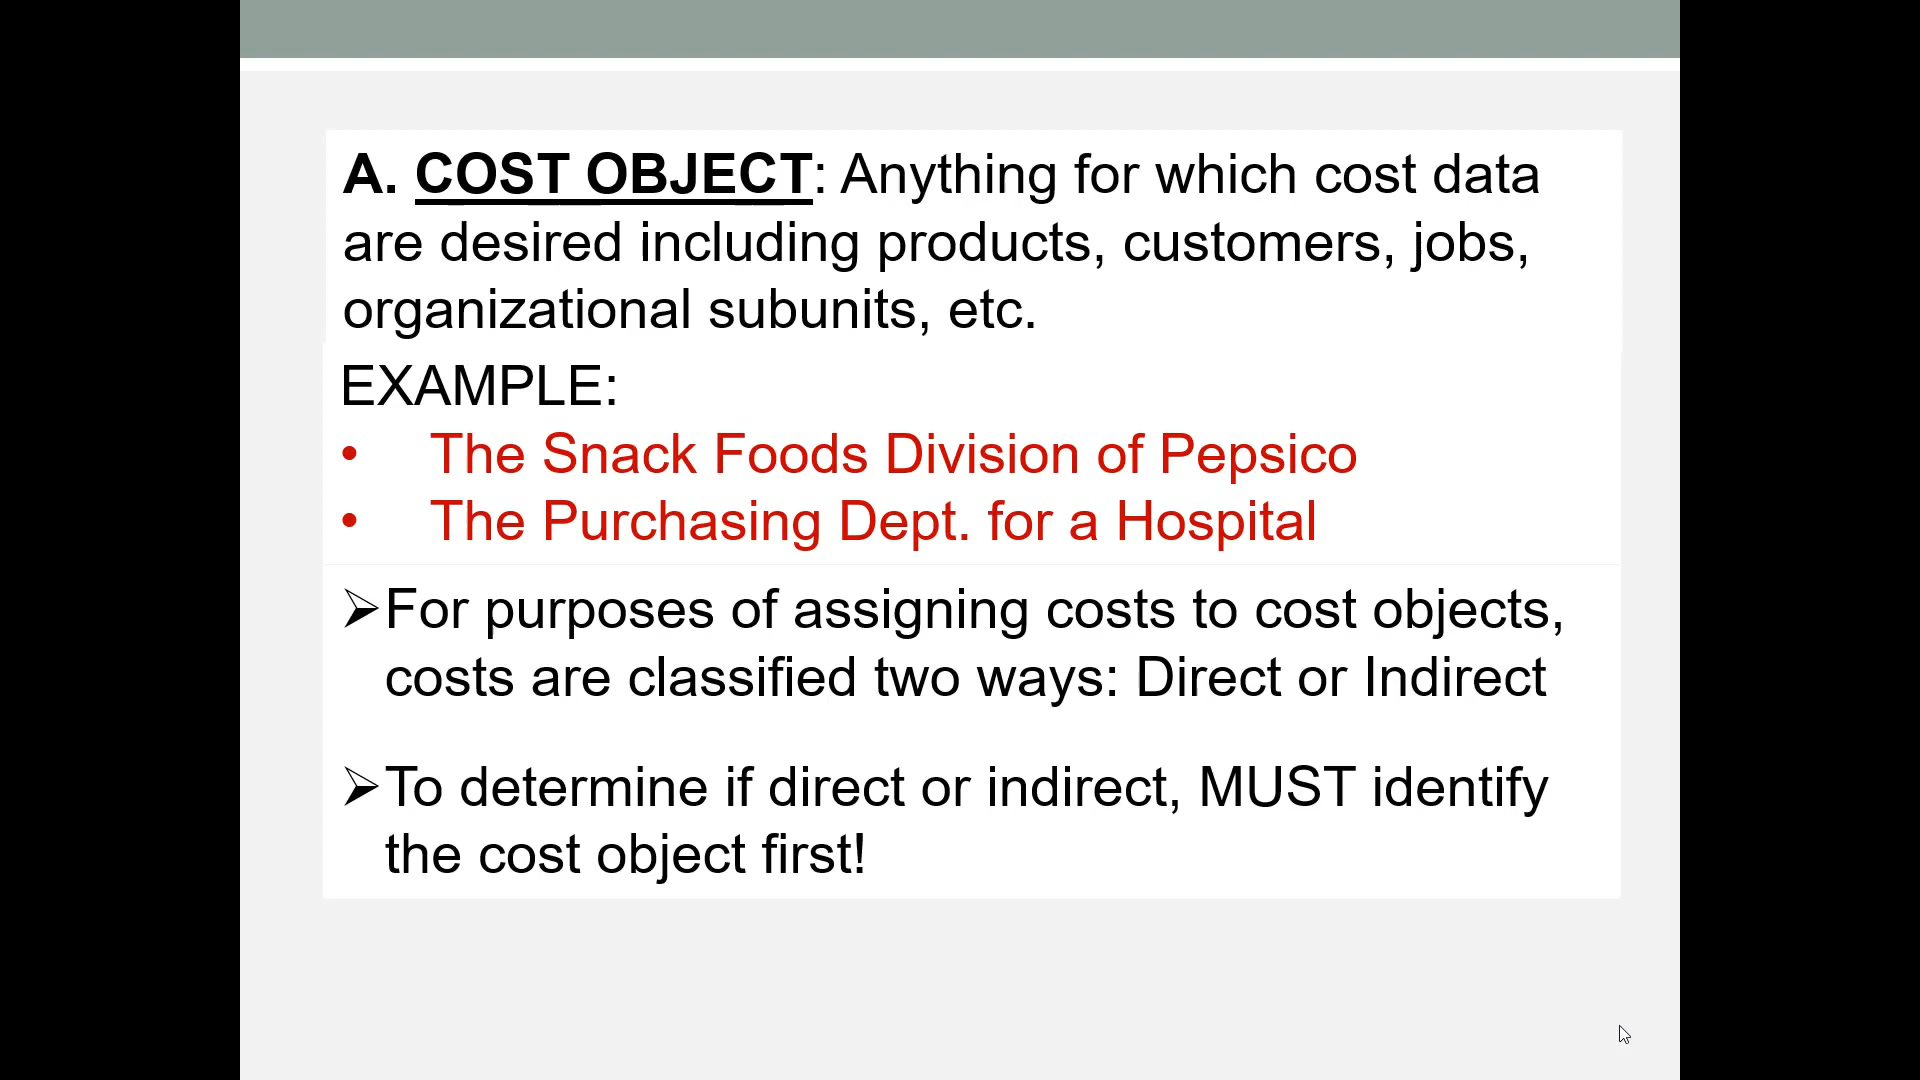 A. COST OBJECT: Anything for which cost data
are desired including products, customers, jobs,
organizational subunits, etc.
EXAMPLE:
• The Snack Foods Division of Pepsico
• The Purchasing Dept. for a Hospital
➢For purposes of assigning costs to cost objects,
costs are classified two ways: Direct or Indirect
➢To determine if direct or indirect, MUST identify
the cost object first!